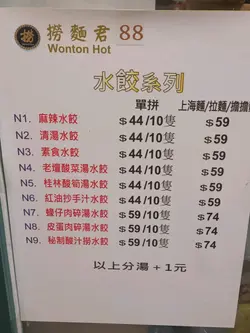 撈
撈麵君 88
Wonton Hot
水餃系列
單拼 上海麵/拉麵/擔擔
N1. 麻辣水餃 $44/10隻 $59
N2. 清湯水餃 $44/10隻 $59
N3. 素食水餃 $44/10隻 $59
N4. 老壇酸菜湯水餃 $44/10隻 $59
N5. 桂林酸筍湯水餃 $44/10隻 $59
N6. 紅油抄手汁水餃 $44/10隻 $59
N7. 蠔仔肉碎湯水餃 $59/10隻 $74
N8. 皮蛋肉碎湯水餃 $59/10隻 $74
N9. 秘制酸汁撈水餃 $59/10隻 $74
以上分湯+1元